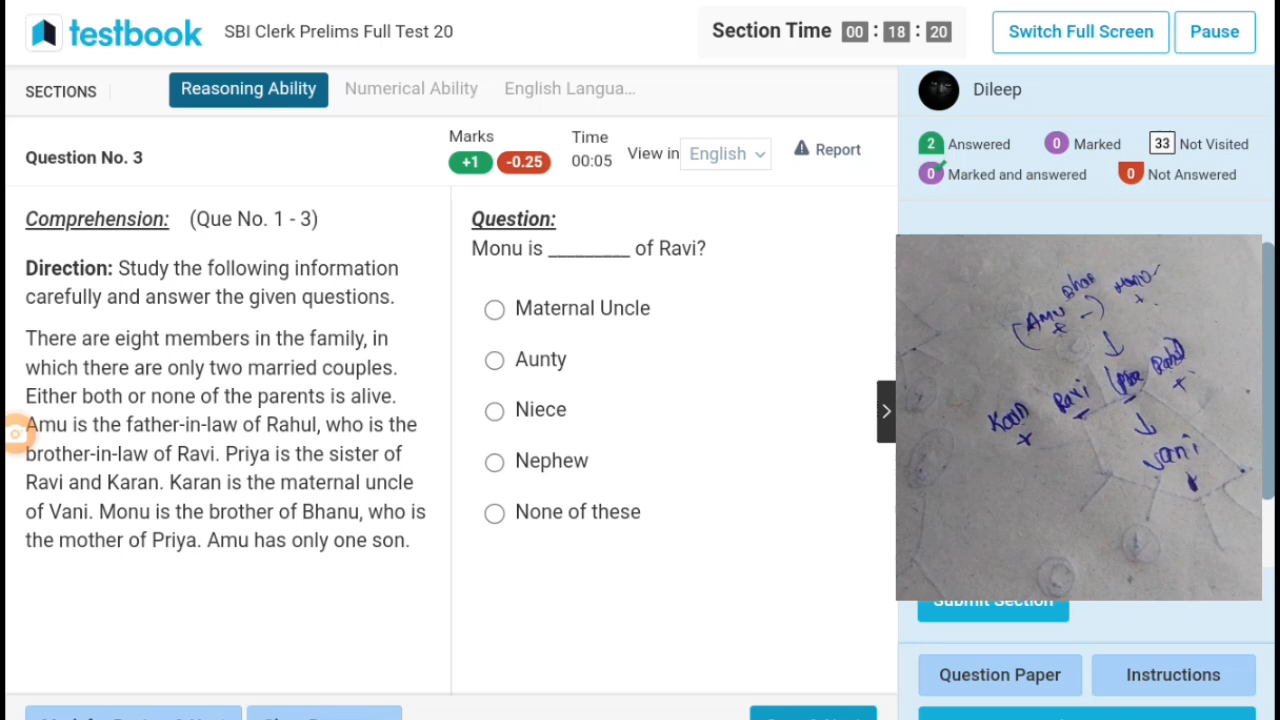 testbook
SBI Clerk Prelims Full Test 20
Section Time 00 : 18 : 20
Switch Full Screen
Pause
SECTIONS
Reasoning Ability
Numerical Ability
English Langua...
Dileep
Question No. 3
Marks
+1 -0.25
Time
00:05
View in English
Report
2 Answered
0 Marked
33 Not Visited
0 Marked and answered
0 Not Answered
Comprehension: (Que No. 1 - 3)
Direction: Study the following information
carefully and answer the given questions.
There are eight members in the family, in
which there are only two married couples.
Either both or none of the parents is alive.
Amu is the father-in-law of Rahul, who is the
brother-in-law of Ravi. Priya is the sister of
Ravi and Karan. Karan is the maternal uncle
of Vani. Monu is the brother of Bhanu, who is
the mother of Priya. Amu has only one son.
Question:
Monu is _________ of Ravi?
Maternal Uncle
Aunty
Niece
Nephew
None of these
(Amu
+ -)
+
Ravi
+
+
Vani
Submit Section
Question Paper
Instructions